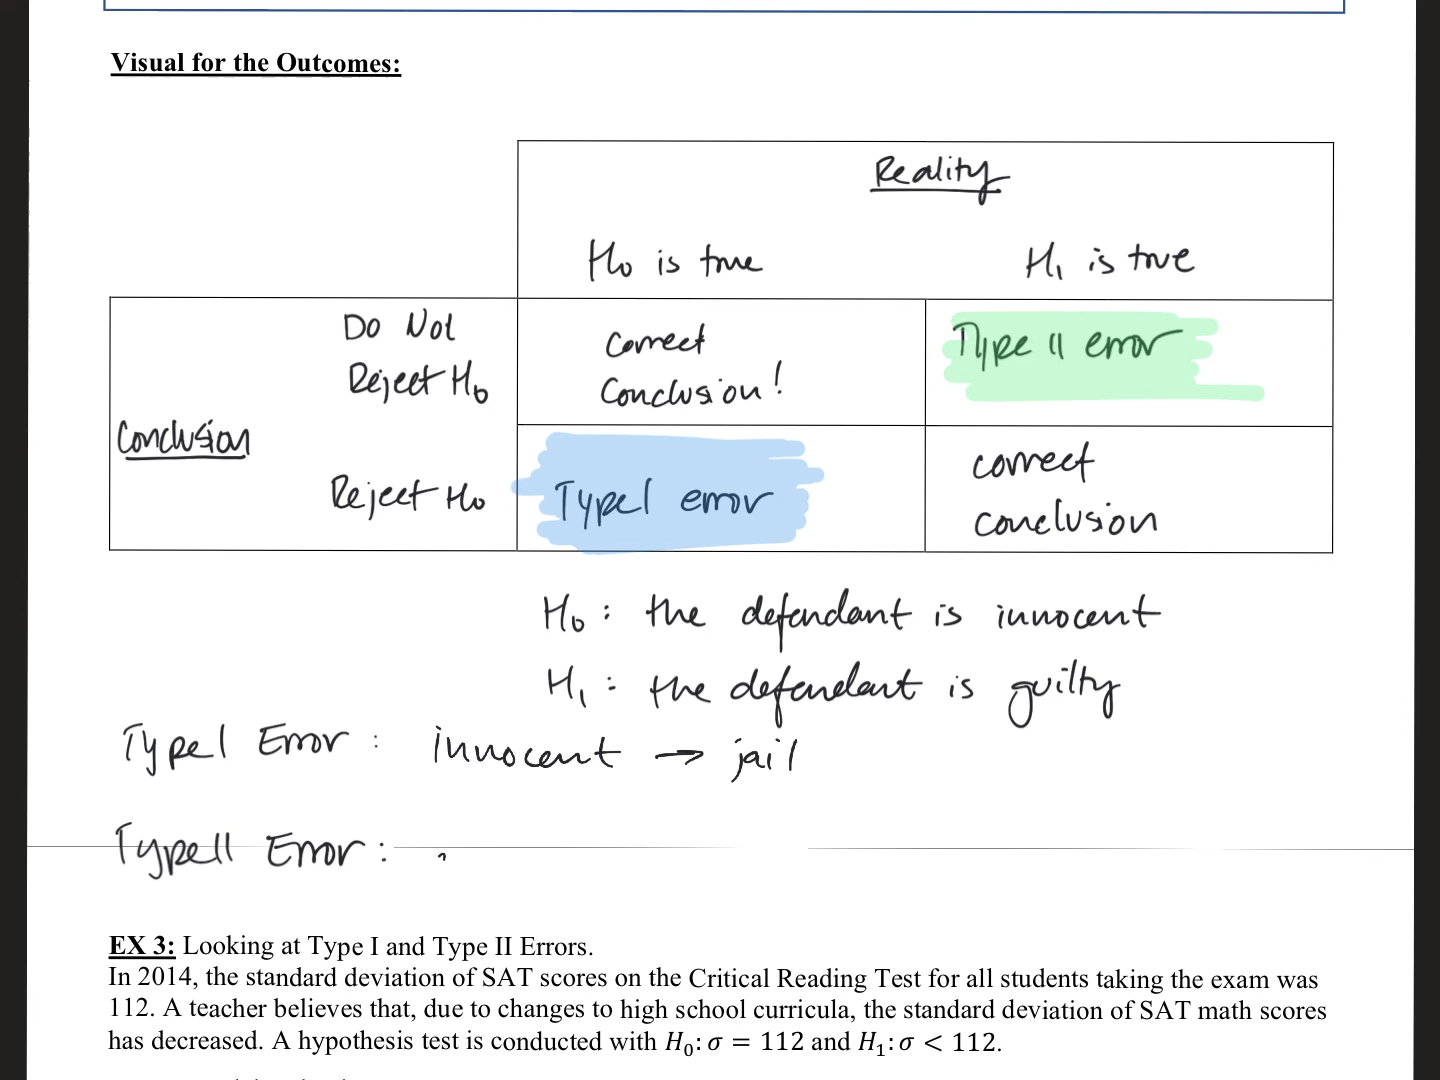 Visual for the Outcomes:
Reality
H₀ is true
H₁ is true
Do Not
Reject H₀
Correct
Conclusion!
Type II error
Conclusion
Reject H₀
Type I error
correct
conclusion
H₀ : the defendant is innocent
H₁ : the defendant is guilty
Type I Error : innocent → jail
Type II Error :
EX 3: Looking at Type I and Type II Errors.
In 2014, the standard deviation of SAT scores on the Critical Reading Test for all students taking the exam was
112. A teacher believes that, due to changes to high school curricula, the standard deviation of SAT math scores
has decreased. A hypothesis test is conducted with H₀: σ = 112 and H₁: σ < 112.